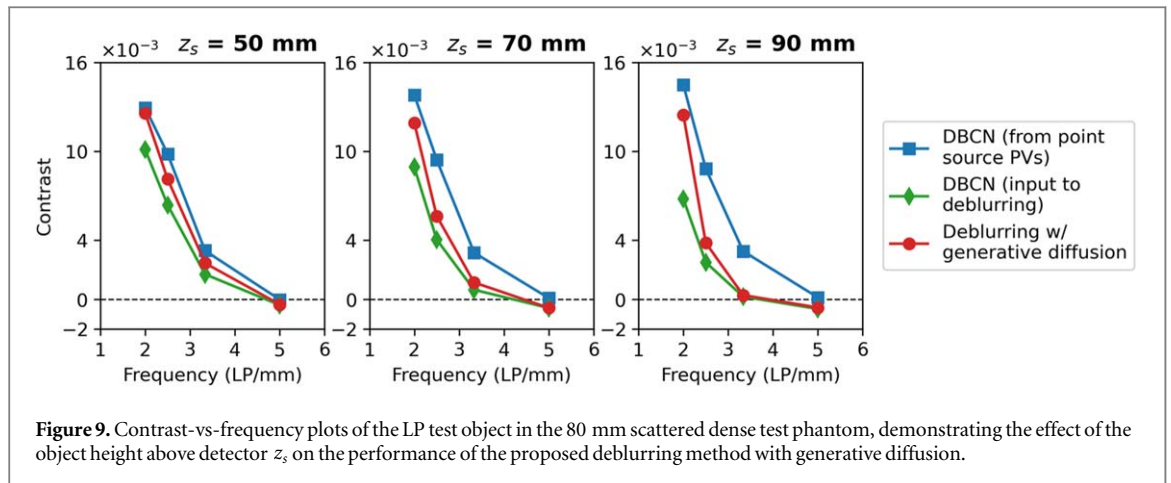 ×10⁻³ z_s = 50 mm
×10⁻³ z_s = 70 mm
×10⁻³ z_s = 90 mm
16
10
4
0
−2
Contrast
1 2 3 4 5 6
Frequency (LP/mm)
16
10
4
0
−2
1 2 3 4 5 6
Frequency (LP/mm)
16
10
4
0
−2
1 2 3 4 5 6
Frequency (LP/mm)
DBCN (from point
source PVs)
DBCN (input to
deblurring)
Deblurring w/
generative diffusion
Figure 9. Contrast-vs-frequency plots of the LP test object in the 80 mm scattered dense test phantom, demonstrating the effect of the
object height above detector z_s on the performance of the proposed deblurring method with generative diffusion.